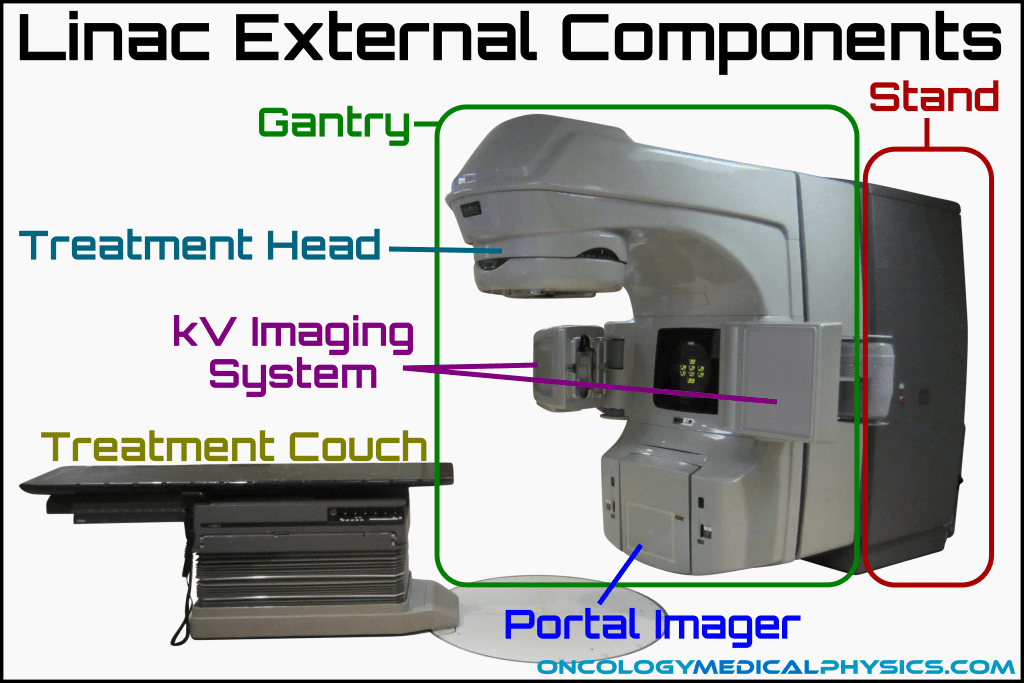 Linac External Components
Stand
Gantry
Treatment Head
kV Imaging
System
Treatment Couch
Portal Imager
ONCOLOGYMEDICALPHYSICS.COM